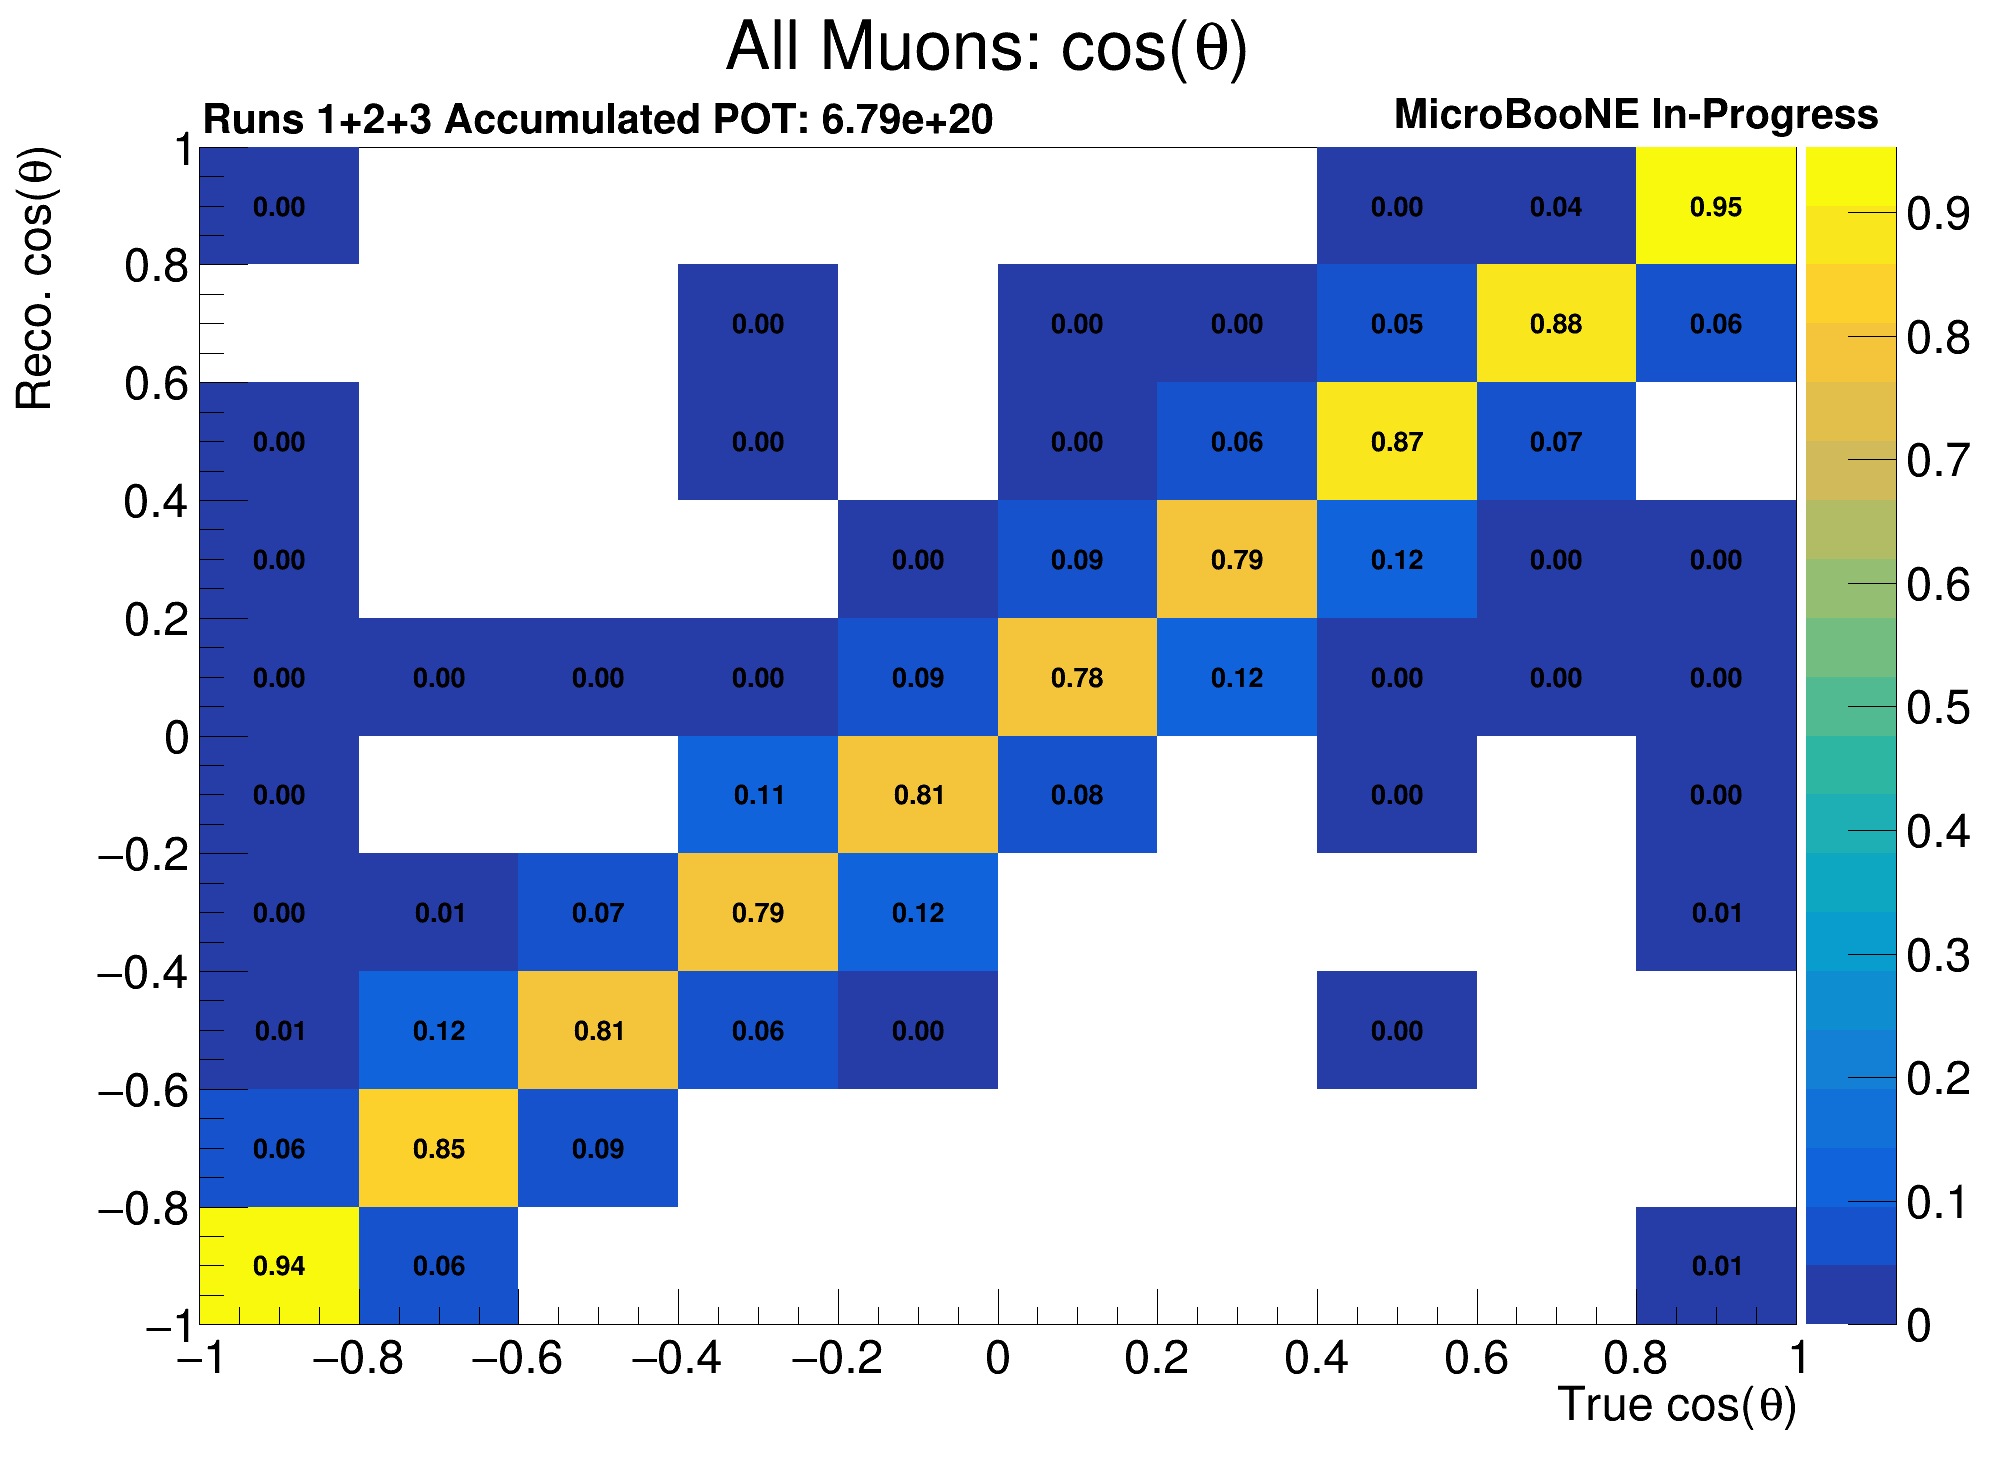 All Muons: cos(θ)
Runs 1+2+3 Accumulated POT: 6.79e+20
MicroBooNE In-Progress
Reco. cos(θ)
1
0.00 0.00 0.04 0.95
0.9
0.8
0.00 0.00 0.00 0.05 0.88 0.06
0.8
0.6
0.00 0.00 0.00 0.06 0.87 0.07
0.7
0.4
0.00 0.00 0.09 0.79 0.12 0.00 0.00
0.6
0.2
0.00 0.00 0.00 0.00 0.09 0.78 0.12 0.00 0.00 0.00
0.5
0
0.00 0.11 0.81 0.08 0.00 0.00
0.4
−0.2
0.00 0.01 0.07 0.79 0.12 0.01
0.3
−0.4
0.01 0.12 0.81 0.06 0.00 0.00
0.2
−0.6
0.06 0.85 0.09
0.1
−0.8
0.94 0.06 0.01
0
−1
−1 −0.8 −0.6 −0.4 −0.2 0 0.2 0.4 0.6 0.8 1
True cos(θ)